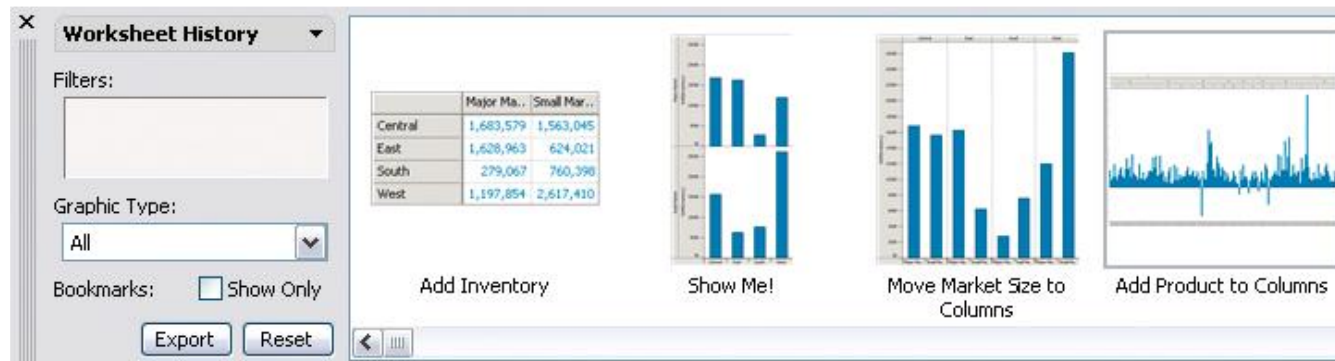 Worksheet History
Filters:
Graphic Type:
All
Bookmarks: Show Only
Export Reset
Major Ma.. Small Mar..
Central 1,683,579 1,563,045
East 1,628,963 624,021
South 279,067 760,398
West 1,197,854 2,617,410
Add Inventory
Show Me!
Move Market Size to
Columns
Add Product to Columns